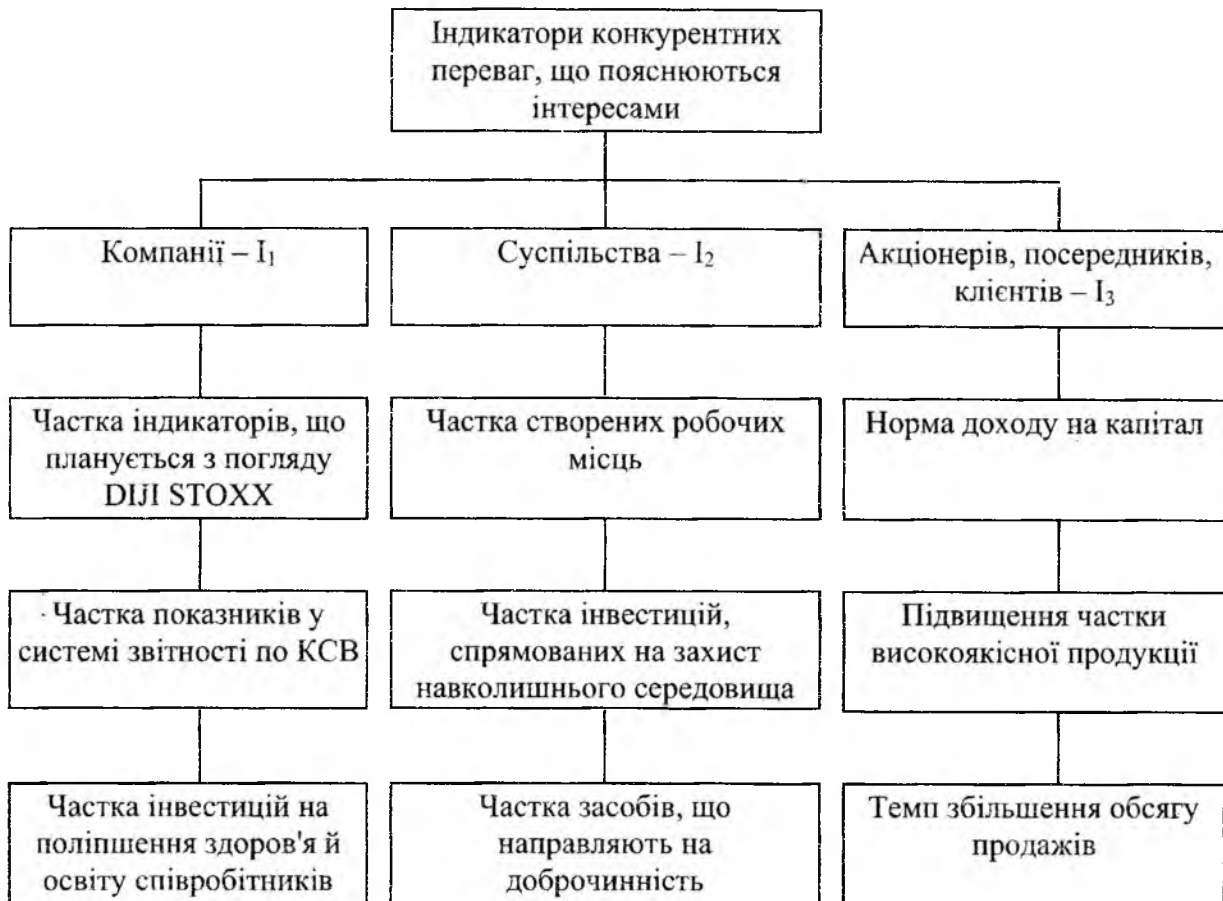 Індикатори конкурентних
переваг, що пояснюються
інтересами
Компанії – I₁
Суспільства – I₂
Акціонерів, посередників,
клієнтів – I₃
Частка індикаторів, що
планується з погляду
DIJI STOXX
Частка створених робочих
місць
Норма доходу на капітал
Частка показників у
системі звітності по КСВ
Частка інвестицій,
спрямованих на захист
навколишнього середовища
Підвищення частки
високоякісної продукції
Частка інвестицій на
поліпшення здоров'я й
освіту співробітників
Частка засобів, що
направляють на
доброчинність
Темп збільшення обсягу
продажів